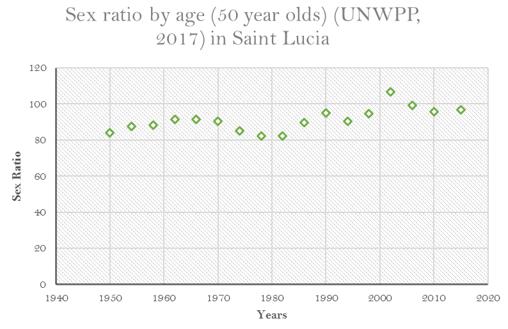 Sex ratio by age (50 year olds) (UNWPP,
2017) in Saint Lucia
120
100
80
60
40
20
0
Sex Ratio
1940 1950 1960 1970 1980 1990 2000 2010 2020
Years